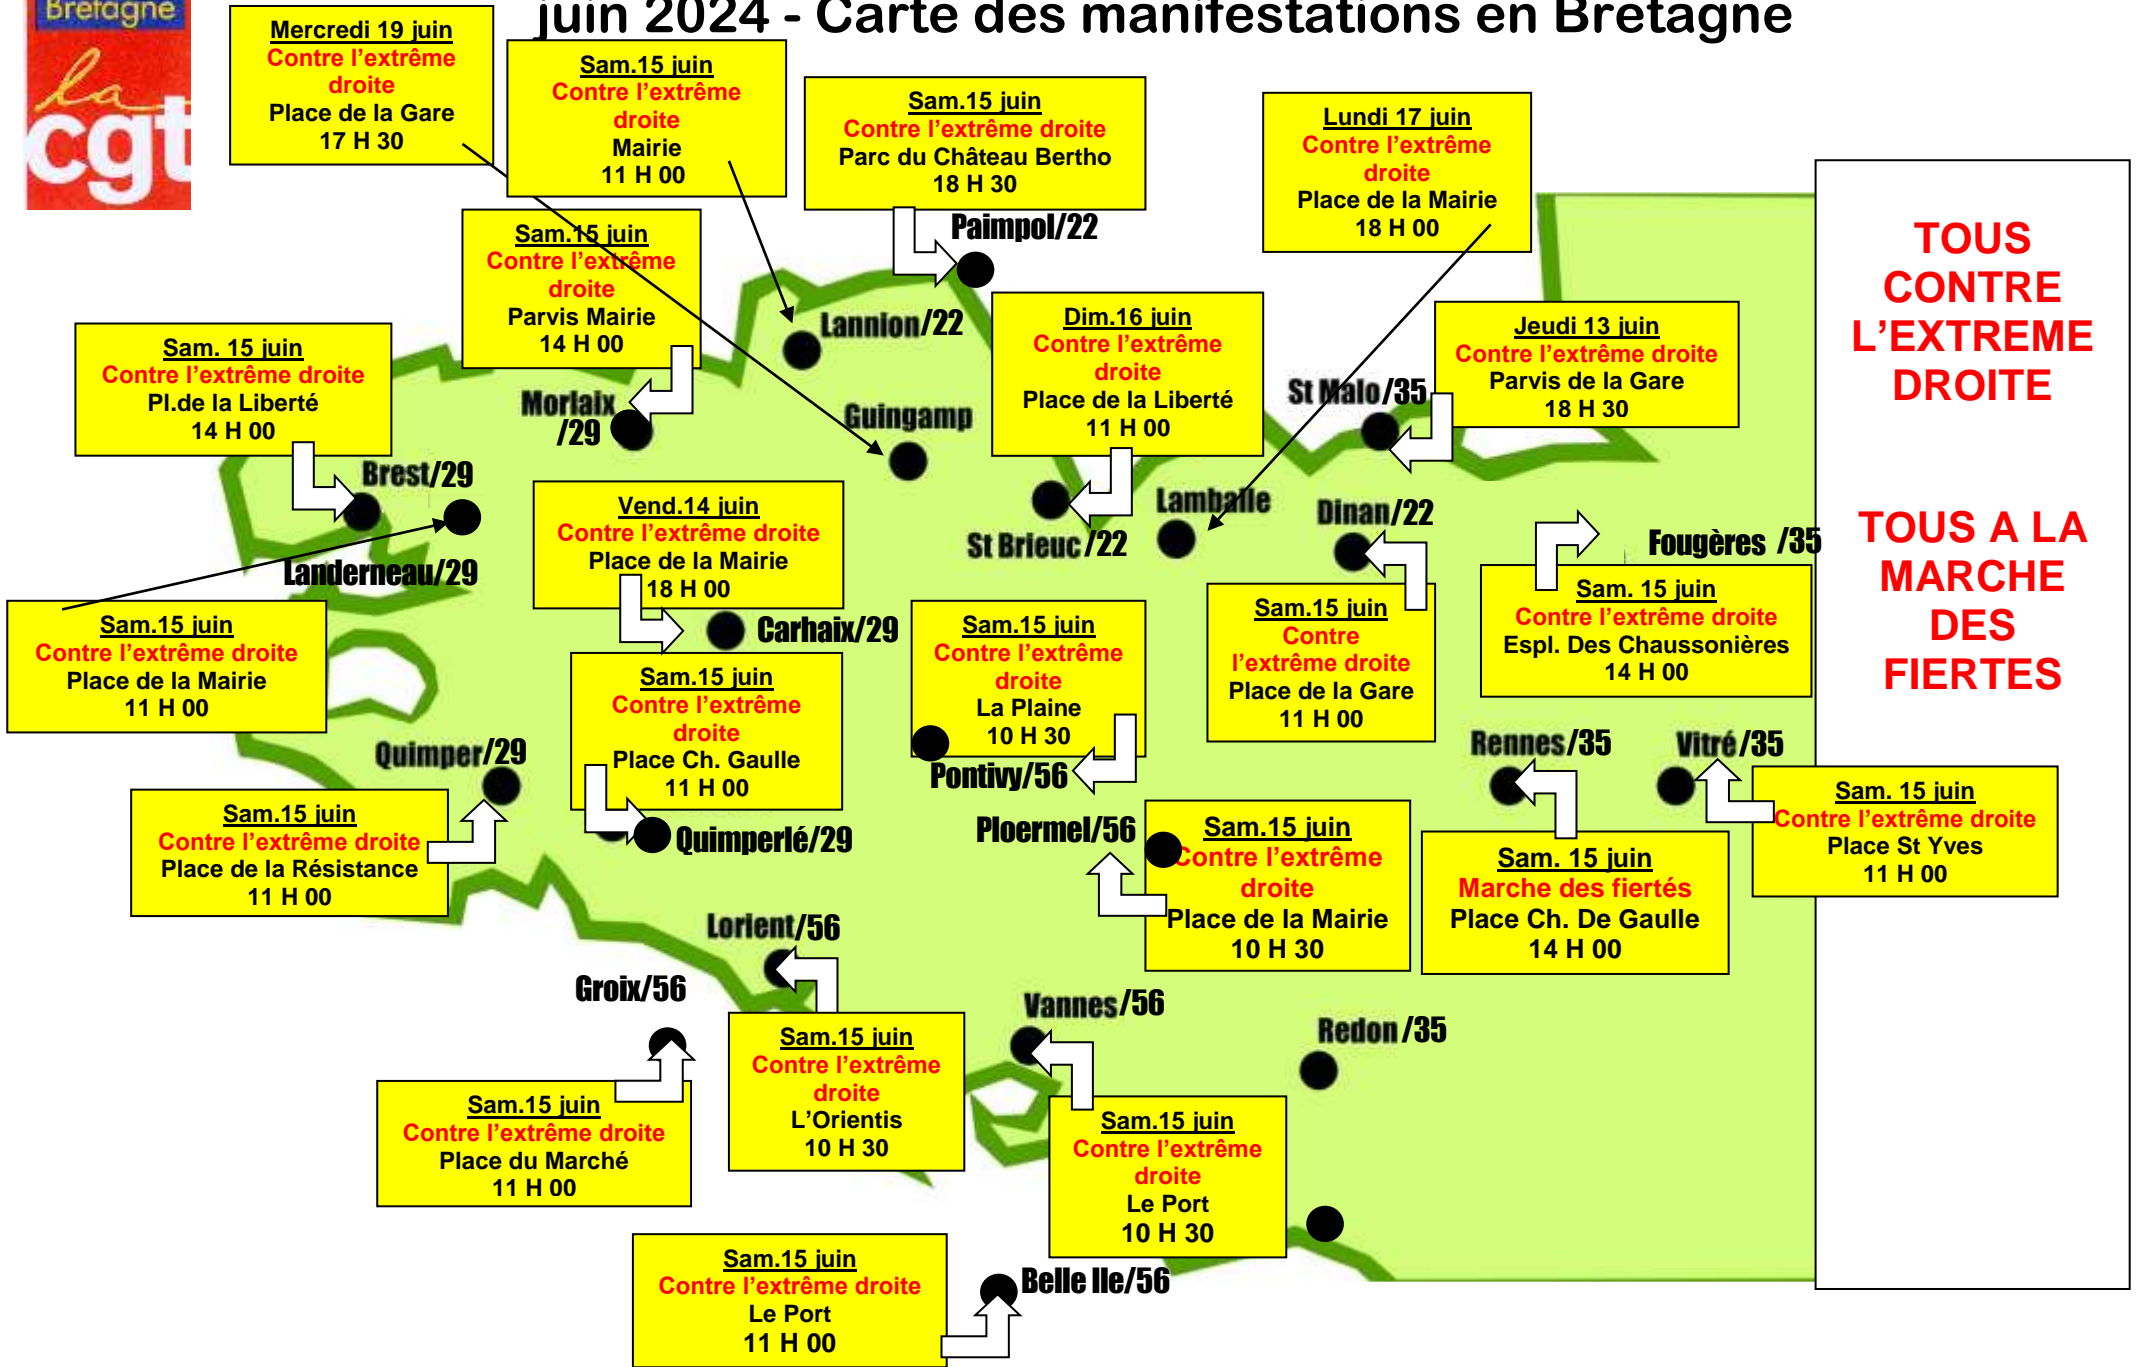 Bretagne
la
cgt
juin 2024 - Carte des manifestations en Bretagne
Mercredi 19 juin
Contre l'extrême
droite
Place de la Gare
17 H 30
Sam.15 juin
Contre l'extrême
droite
Mairie
11 H 00
Sam.15 juin
Contre l'extrême droite
Parc du Château Bertho
18 H 30
Lundi 17 juin
Contre l'extrême
droite
Place de la Mairie
18 H 00
TOUS
CONTRE
L'EXTREME
DROITE
TOUS A LA
MARCHE
DES
FIERTES
Paimpol/22
Sam.15 juin
Contre l'extrême
droite
Parvis Mairie
14 H 00
Lannion/22
Sam. 15 juin
Contre l'extrême droite
Pl.de la Liberté
14 H 00
Morlaix
/29
Guingamp
Dim.16 juin
Contre l'extrême
droite
Place de la Liberté
11 H 00
St Malo/35
Jeudi 13 juin
Contre l'extrême droite
Parvis de la Gare
18 H 30
Brest/29
Landerneau/29
Vend.14 juin
Contre l'extrême droite
Place de la Mairie
18 H 00
St Brieuc/22
Lamballe
Dinan/22
Fougères /35
Sam.15 juin
Contre l'extrême droite
Place de la Mairie
11 H 00
Carhaix/29
Sam.15 juin
Contre l'extrême
droite
La Plaine
10 H 30
Sam.15 juin
Contre
l'extrême droite
Place de la Gare
11 H 00
Sam. 15 juin
Contre l'extrême droite
Espl. Des Chaussonières
14 H 00
Sam.15 juin
Contre l'extrême
droite
Place Ch. Gaulle
11 H 00
Quimper/29
Pontivy/56
Rennes/35
Vitré/35
Sam.15 juin
Contre l'extrême droite
Place de la Résistance
11 H 00
Quimperlé/29
Ploermel/56
Sam.15 juin
Contre l'extrême
droite
Place de la Mairie
10 H 30
Sam. 15 juin
Marche des fiertés
Place Ch. De Gaulle
14 H 00
Sam. 15 juin
Contre l'extrême droite
Place St Yves
11 H 00
Lorient/56
Groix/56
Vannes/56
Redon/35
Sam.15 juin
Contre l'extrême droite
Place du Marché
11 H 00
Sam.15 juin
Contre l'extrême
droite
L'Orientis
10 H 30
Sam.15 juin
Contre l'extrême
droite
Le Port
10 H 30
Sam.15 juin
Contre l'extrême droite
Le Port
11 H 00
Belle Ile/56